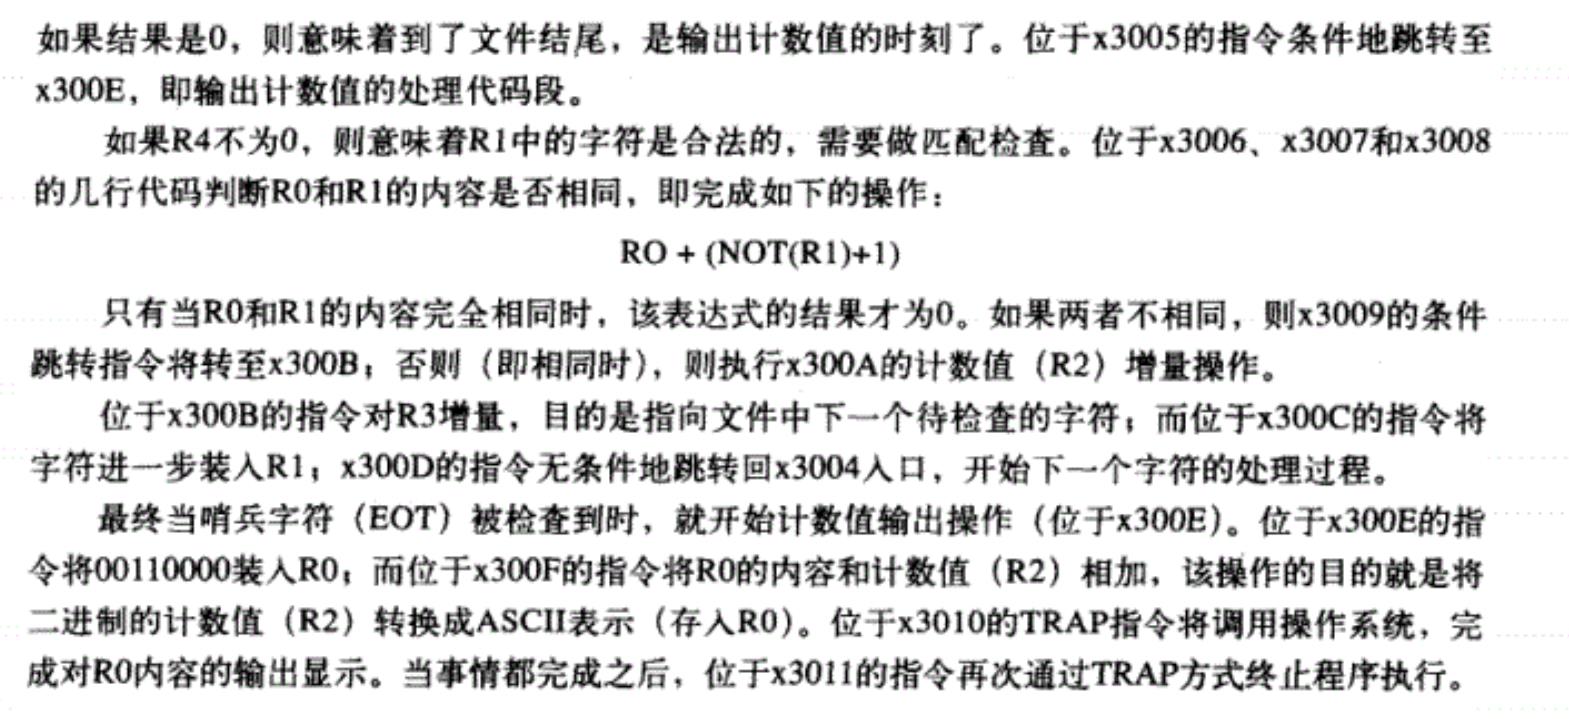 如果结果是0，则意味着到了文件结尾，是输出计数值的时刻了。位于x3005的指令条件地跳转至
x300E，即输出计数值的处理代码段。
如果R4不为0，则意味着R1中的字符是合法的，需要做匹配检查。位于x3006、x3007和x3008
的几行代码判断R0和R1的内容是否相同，即完成如下的操作：
RO + (NOT(R1)+1)
只有当R0和R1的内容完全相同时，该表达式的结果才为0。如果两者不相同，则x3009的条件
跳转指令将转至x300B；否则（即相同时），则执行x300A的计数值（R2）增量操作。
位于x300B的指令对R3增量，目的是指向文件中下一个待检查的字符；而位于x300C的指令将
字符进一步装入R1；x300D的指令无条件地跳转回x3004入口，开始下一个字符的处理过程。
最终当哨兵字符（EOT）被检查到时，就开始计数值输出操作（位于x300E）。位于x300E的指
令将00110000装入R0；而位于x300F的指令将R0的内容和计数值（R2）相加，该操作的目的就是将
二进制的计数值（R2）转换成ASCII表示（存入R0）。位于x3010的TRAP指令将调用操作系统，完
成对R0内容的输出显示。当事情都完成之后，位于x3011的指令再次通过TRAP方式终止程序执行。